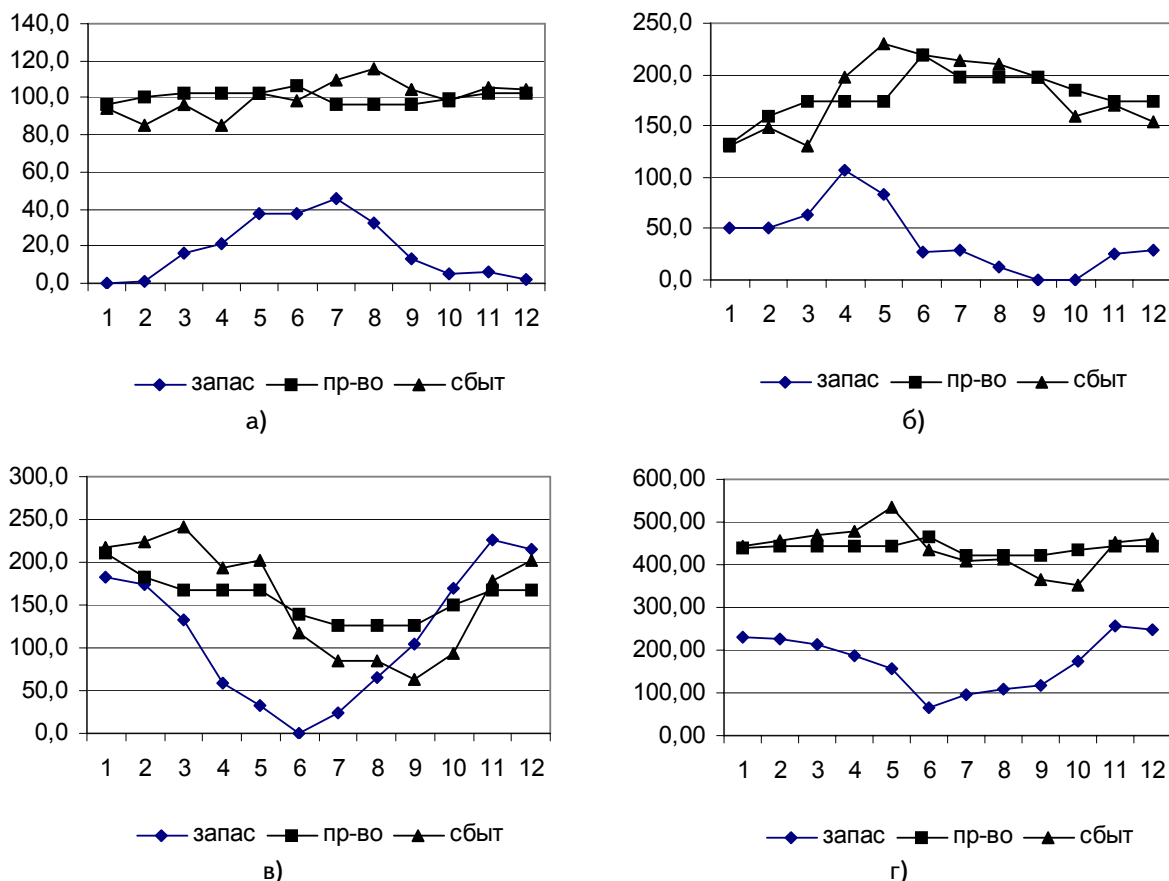 140,0
120,0
100,0
80,0
60,0
40,0
20,0
0,0
1 2 3 4 5 6 7 8 9 10 11 12
запас пр-во сбыт
а)
250,0
200,0
150,0
100,0
50,0
0,0
1 2 3 4 5 6 7 8 9 10 11 12
запас пр-во сбыт
б)
300,0
250,0
200,0
150,0
100,0
50,0
0,0
1 2 3 4 5 6 7 8 9 10 11 12
запас пр-во сбыт
в)
600,00
500,00
400,00
300,00
200,00
100,00
0,00
1 2 3 4 5 6 7 8 9 10 11 12
запас пр-во сбыт
г)